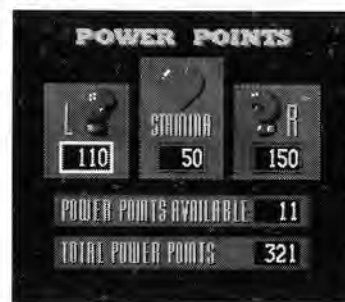 POWER POINTS
L STAMINA R
110 50 150
POWER POINTS AVAILABLE 11
TOTAL POWER POINTS 321